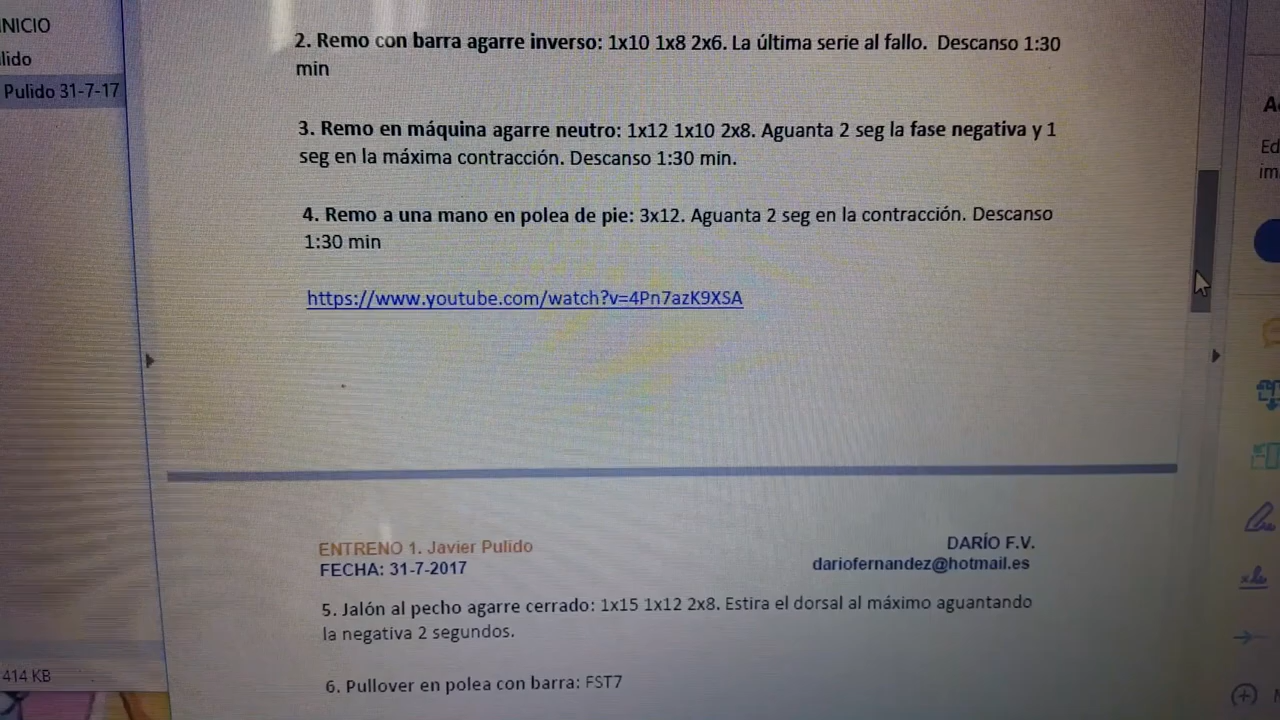 INICIO
lido
Pulido 31-7-17
2. Remo con barra agarre inverso: 1x10 1x8 2x6. La última serie al fallo. Descanso 1:30
min
3. Remo en máquina agarre neutro: 1x12 1x10 2x8. Aguanta 2 seg la fase negativa y 1
seg en la máxima contracción. Descanso 1:30 min.
4. Remo a una mano en polea de pie: 3x12. Aguanta 2 seg en la contracción. Descanso
1:30 min
https://www.youtube.com/watch?v=4Pn7azK9XSA
ENTRENO 1. Javier Pulido
FECHA: 31-7-2017
DARÍO F.V.
dariofernandez@hotmail.es
5. Jalón al pecho agarre cerrado: 1x15 1x12 2x8. Estira el dorsal al máximo aguantando
la negativa 2 segundos.
6. Pullover en polea con barra: FST7
414 KB
Ed
im